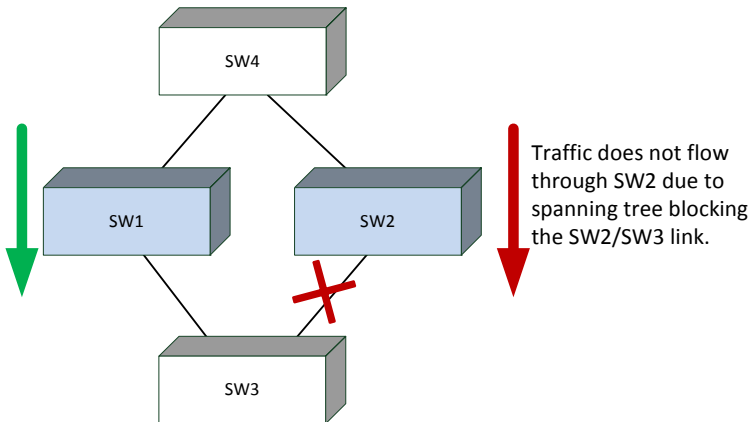 SW4
SW1
SW2
Traffic does not flow
through SW2 due to
spanning tree blocking
the SW2/SW3 link.
SW3